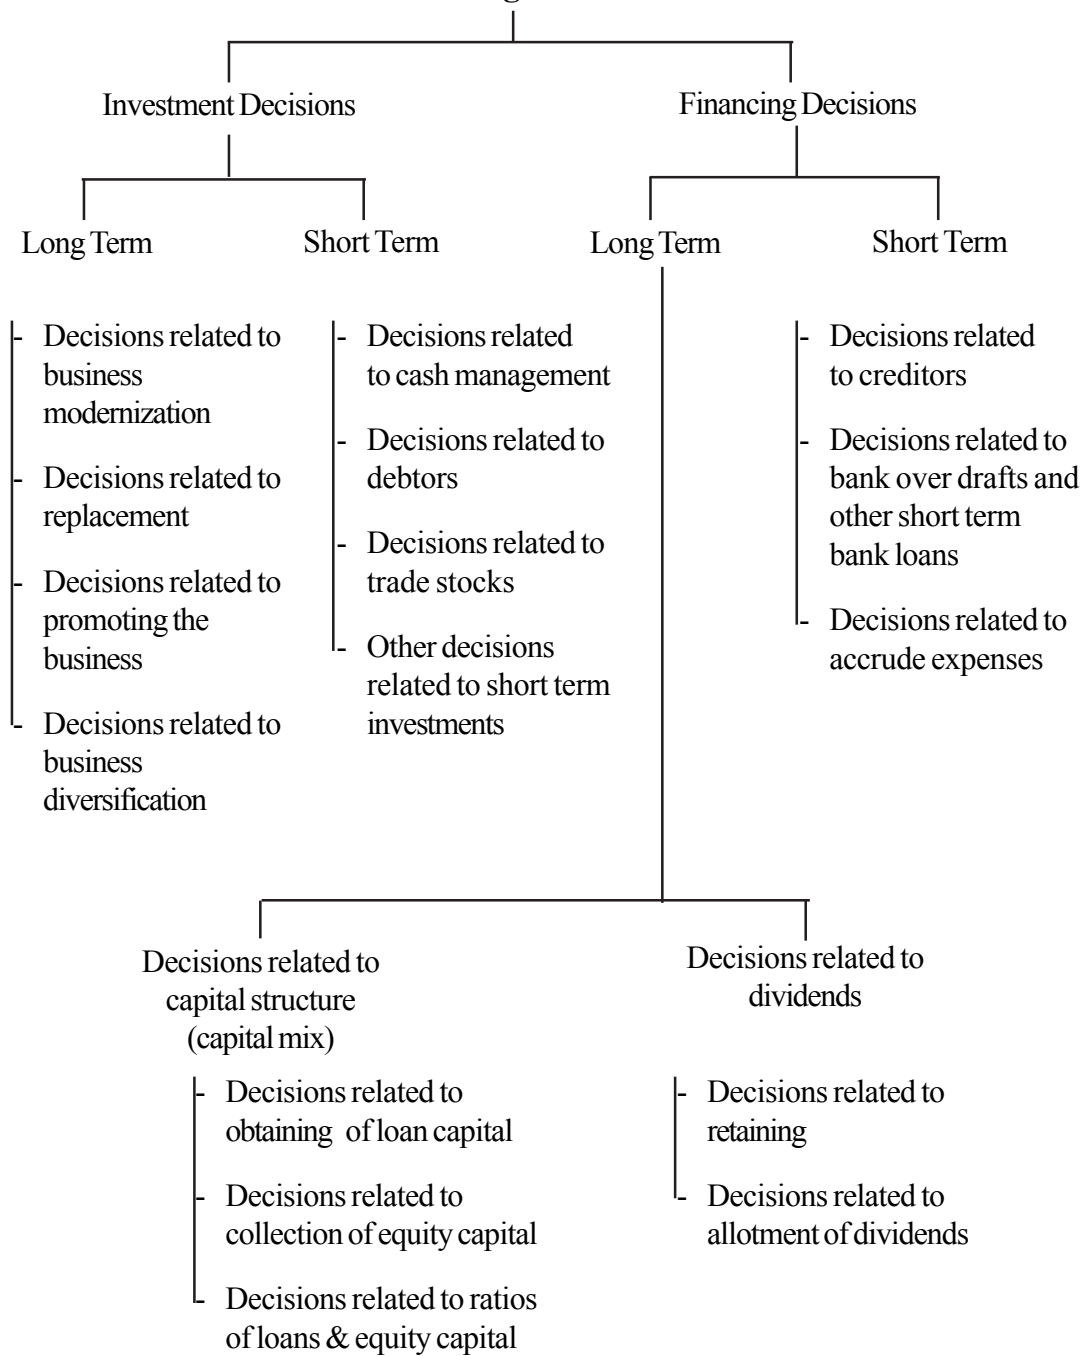 Investment Decisions
Financing Decisions
Long Term
Short Term
Long Term
Short Term
- Decisions related to
business
modernization
- Decisions related to
replacement
- Decisions related to
promoting the
business
- Decisions related to
business
diversification
- Decisions related
to cash management
- Decisions related to
debtors
- Decisions related to
trade stocks
- Other decisions
related to short term
investments
- Decisions related
to creditors
- Decisions related to
bank over drafts and
other short term
bank loans
- Decisions related to
accrude expenses
Decisions related to
capital structure
(capital mix)
- Decisions related to
obtaining of loan capital
- Decisions related to
collection of equity capital
- Decisions related to ratios
of loans & equity capital
Decisions related to
dividends
- Decisions related to
retaining
- Decisions related to
allotment of dividends